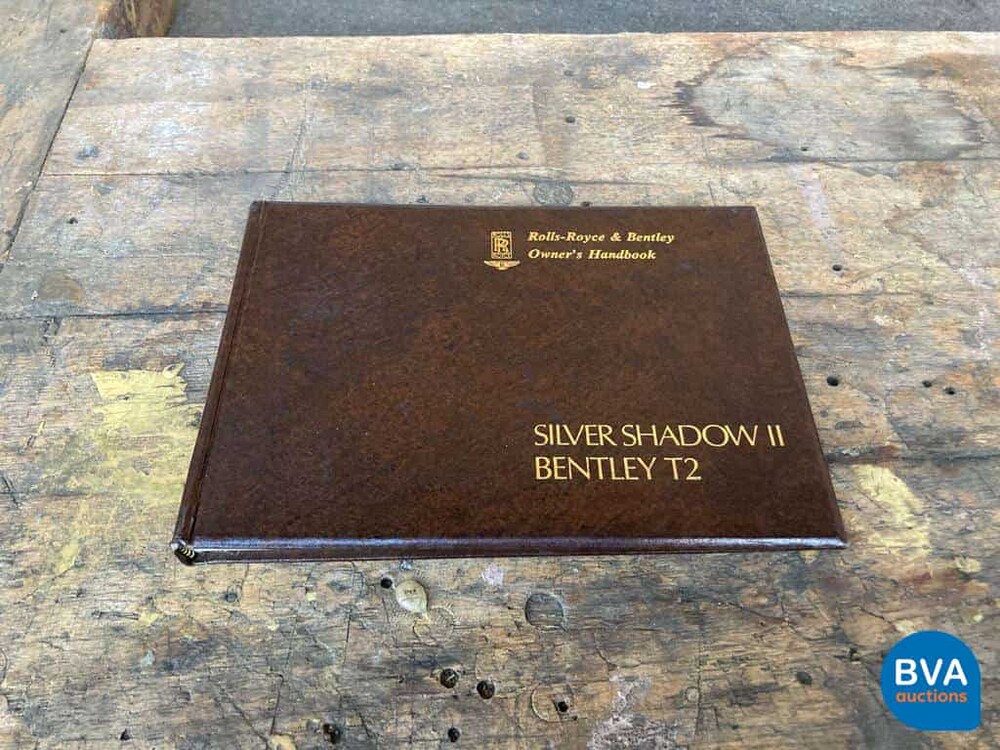 Rolls-Royce & Bentley
Owner's Handbook
SILVER SHADOW II
BENTLEY T2
BVA
auctions